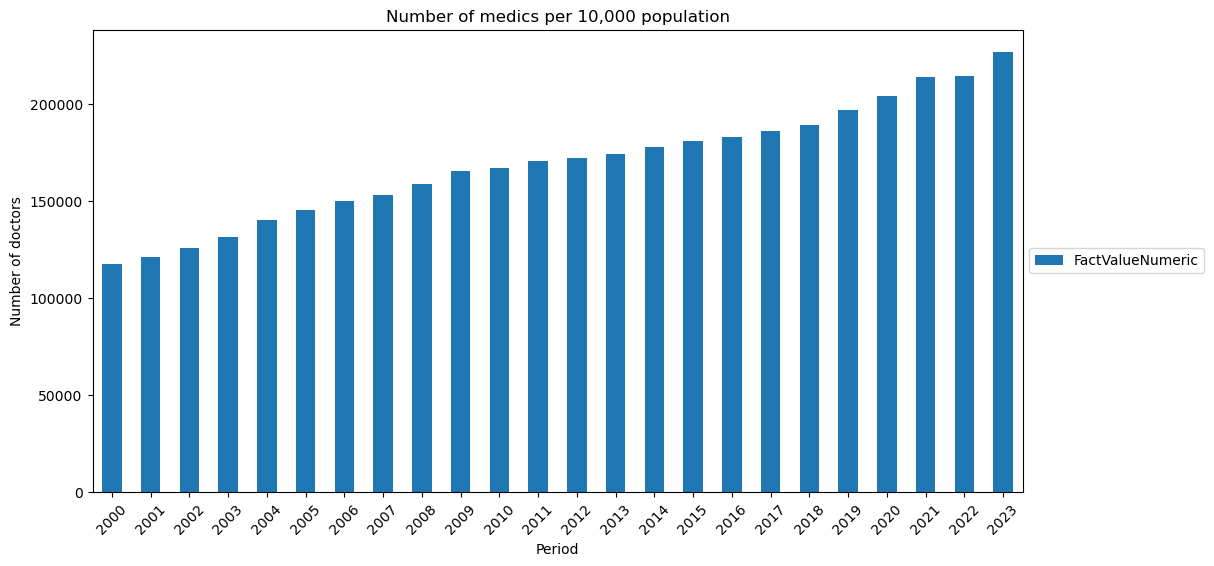 Number of medics per 10,000 population
Number of doctors
200000
150000
100000
50000
0
2000 2001 2002 2003 2004 2005 2006 2007 2008 2009 2010 2011 2012 2013 2014 2015 2016 2017 2018 2019 2020 2021 2022 2023
Period
FactValueNumeric